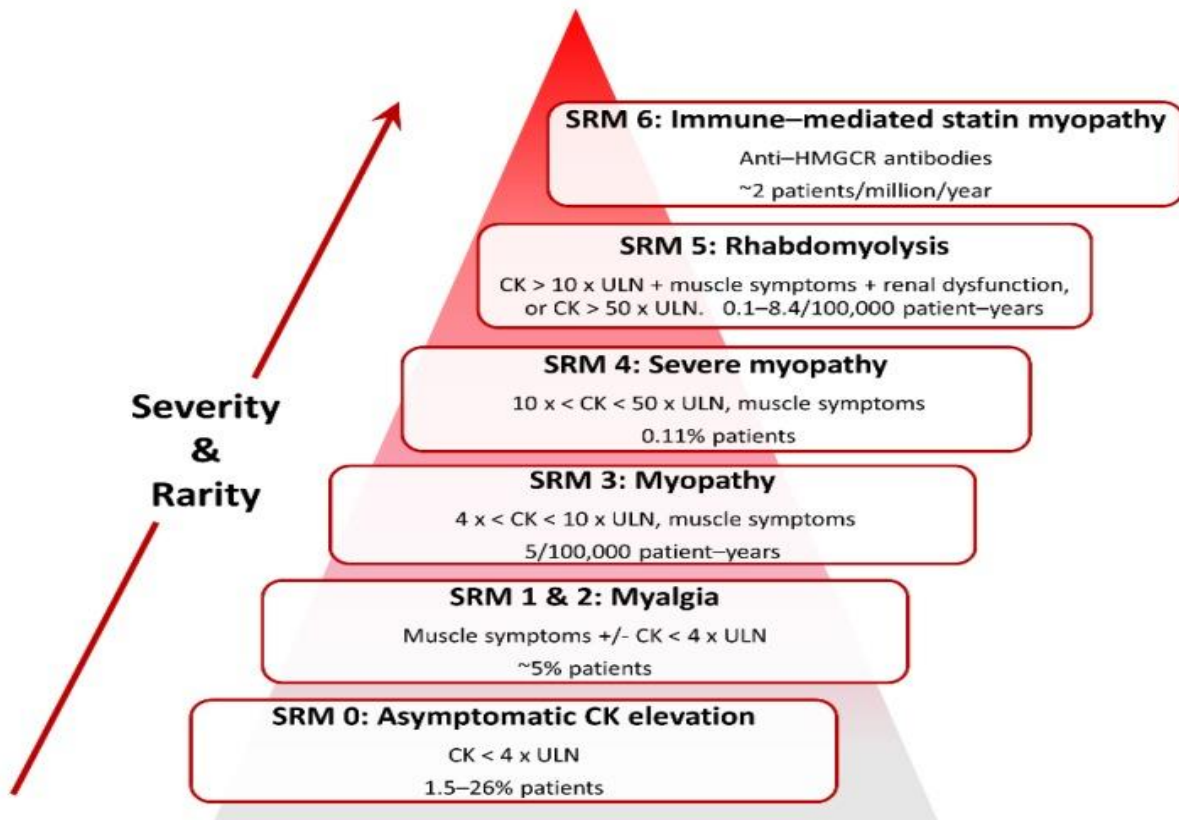 SRM 6: Immune–mediated statin myopathy
Anti–HMGCR antibodies
~2 patients/million/year
SRM 5: Rhabdomyolysis
CK > 10 x ULN + muscle symptoms + renal dysfunction,
or CK > 50 x ULN. 0.1–8.4/100,000 patient–years
SRM 4: Severe myopathy
10 x < CK < 50 x ULN, muscle symptoms
0.11% patients
Severity
&
Rarity
SRM 3: Myopathy
4 x < CK < 10 x ULN, muscle symptoms
5/100,000 patient–years
SRM 1 & 2: Myalgia
Muscle symptoms +/- CK < 4 x ULN
~5% patients
SRM 0: Asymptomatic CK elevation
CK < 4 x ULN
1.5–26% patients